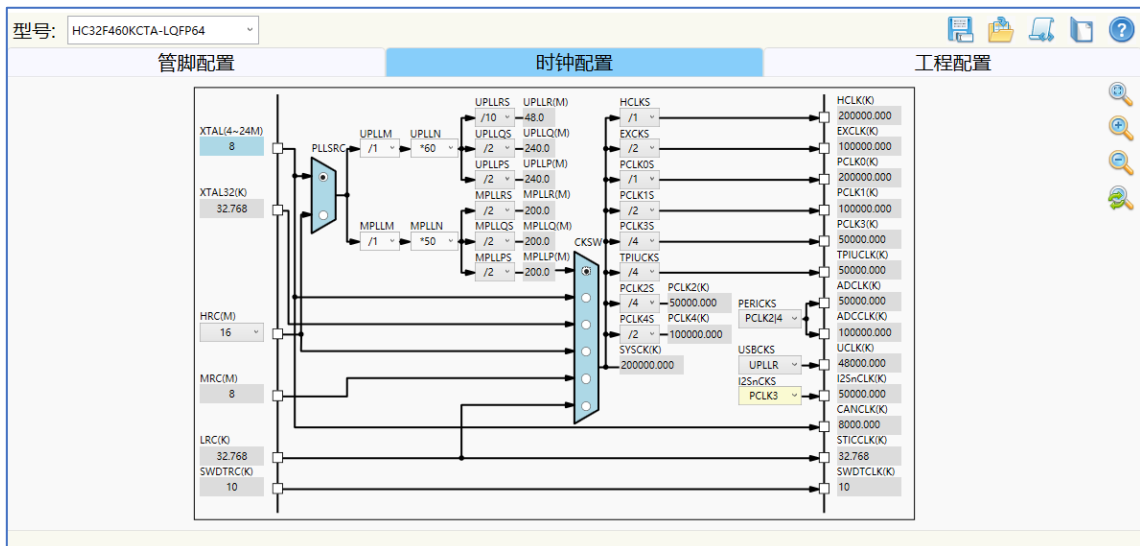 型号: HC32F460KCTA-LQFP64
管脚配置 时钟配置 工程配置
XTAL(4~24M)
8
XTAL32(K)
32.768
HRC(M)
16
MRC(M)
8
LRC(K)
32.768
SWDTRC(K)
10
PLLSRC
UPLLM UPLLN
/1 *60
MPLLM MPLLN
/1 *50
UPLLRS UPLLR(M)
/10 48.0
UPLLQS UPLLQ(M)
/2 240.0
UPLLPS UPLLP(M)
/2 240.0
MPLLRS MPLLR(M)
/2 200.0
MPLLQS MPLLQ(M)
/2 200.0
MPLLPS MPLLP(M)
/2 200.0
CKSW
HCLKS
/1
EXCKS
/2
PCLK0S
/1
PCLK1S
/2
PCLK3S
/4
TPIUCKS
/4
PCLK2S PCLK2(K)
/4 50000.000
PCLK4S PCLK4(K)
/2 100000.000
SYSCK(K)
200000.000
PERICKS
PCLK2|4
USBCKS
UPLLR
I2SnCKS
PCLK3
HCLK(K)
200000.000
EXCLK(K)
100000.000
PCLK0(K)
200000.000
PCLK1(K)
100000.000
PCLK3(K)
50000.000
TPIUCLK(K)
50000.000
ADCLK(K)
50000.000
ADCCLK(K)
100000.000
UCLK(K)
48000.000
I2SnCLK(K)
50000.000
CANCLK(K)
8000.000
STICCLK(K)
32.768
SWDTCLK(K)
10